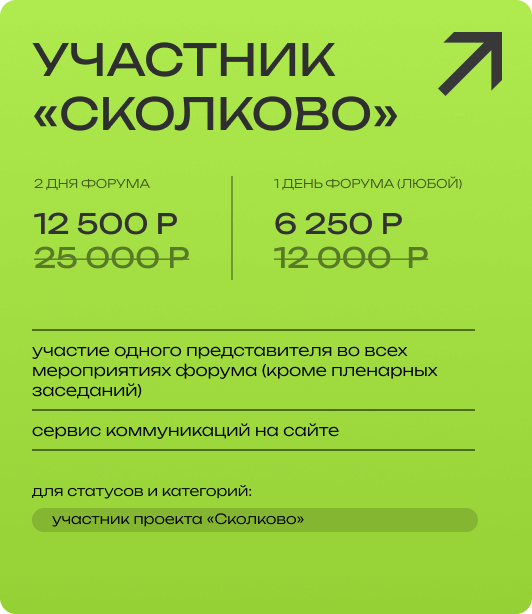 УЧАСТНИК
«СКОЛКОВО»
2 ДНЯ ФОРУМА
12 500 Р
25 000 Р
1 ДЕНЬ ФОРУМА (ЛЮБОЙ)
6 250 Р
12 000 Р
участие одного представителя во всех
мероприятиях форума (кроме пленарных
заседаний)
сервис коммуникаций на сайте
для статусов и категорий:
участник проекта «Сколково»